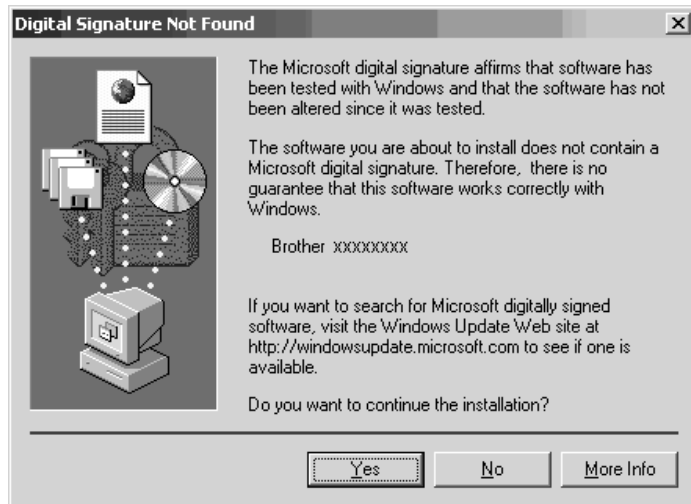 Digital Signature Not Found
The Microsoft digital signature affirms that software has
been tested with Windows and that the software has not
been altered since it was tested.
The software you are about to install does not contain a
Microsoft digital signature. Therefore, there is no
guarantee that this software works correctly with
Windows.
Brother xxxxxxxx
If you want to search for Microsoft digitally signed
software, visit the Windows Update Web site at
http://windowsupdate.microsoft.com to see if one is
available.
Do you want to continue the installation?
Yes No More Info